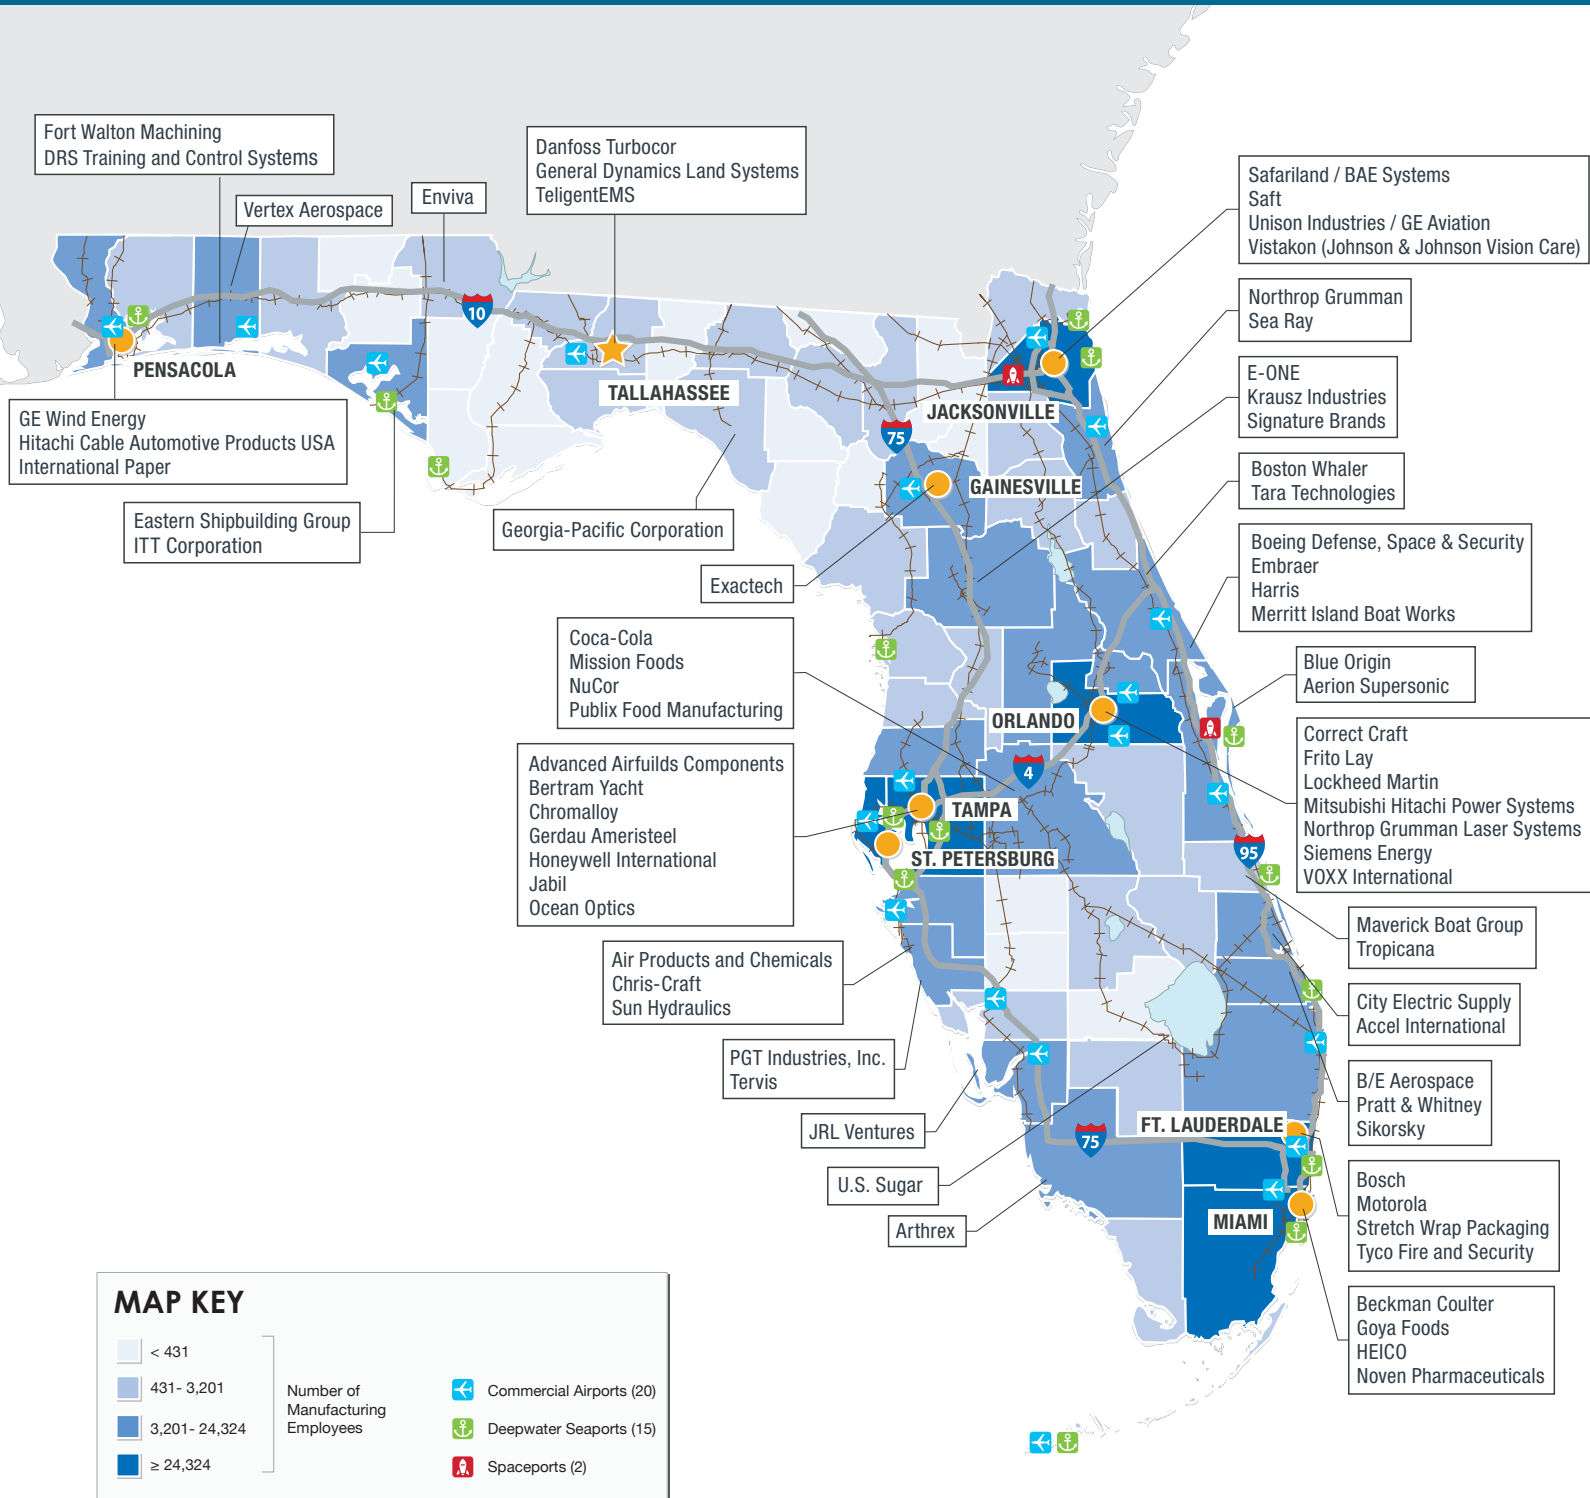 Fort Walton Machining
DRS Training and Control Systems
Vertex Aerospace
Enviva
Danfoss Turbocor
General Dynamics Land Systems
TeligentEMS
Safariland / BAE Systems
Saft
Unison Industries / GE Aviation
Vistakon (Johnson & Johnson Vision Care)
Northrop Grumman
Sea Ray
10
PENSACOLA
TALLAHASSEE
JACKSONVILLE
E-ONE
Krausz Industries
Signature Brands
GE Wind Energy
Hitachi Cable Automotive Products USA
International Paper
75
GAINESVILLE
Boston Whaler
Tara Technologies
Eastern Shipbuilding Group
ITT Corporation
Georgia-Pacific Corporation
Exactech
Boeing Defense, Space & Security
Embraer
Harris
Merritt Island Boat Works
Coca-Cola
Mission Foods
NuCor
Publix Food Manufacturing
Blue Origin
Aerion Supersonic
ORLANDO
4
Correct Craft
Frito Lay
Lockheed Martin
Mitsubishi Hitachi Power Systems
Northrop Grumman Laser Systems
Siemens Energy
VOXX International
Advanced Airfuilds Components
Bertram Yacht
Chromalloy
Gerdau Ameristeel
Honeywell International
Jabil
Ocean Optics
TAMPA
ST. PETERSBURG
95
Maverick Boat Group
Tropicana
Air Products and Chemicals
Chris-Craft
Sun Hydraulics
City Electric Supply
Accel International
PGT Industries, Inc.
Tervis
B/E Aerospace
Pratt & Whitney
Sikorsky
JRL Ventures
75
FT. LAUDERDALE
U.S. Sugar
Arthrex
MIAMI
Bosch
Motorola
Stretch Wrap Packaging
Tyco Fire and Security
Beckman Coulter
Goya Foods
HEICO
Noven Pharmaceuticals
MAP KEY
< 431
431- 3,201
3,201- 24,324
≥ 24,324
Number of
Manufacturing
Employees
Commercial Airports (20)
Deepwater Seaports (15)
Spaceports (2)